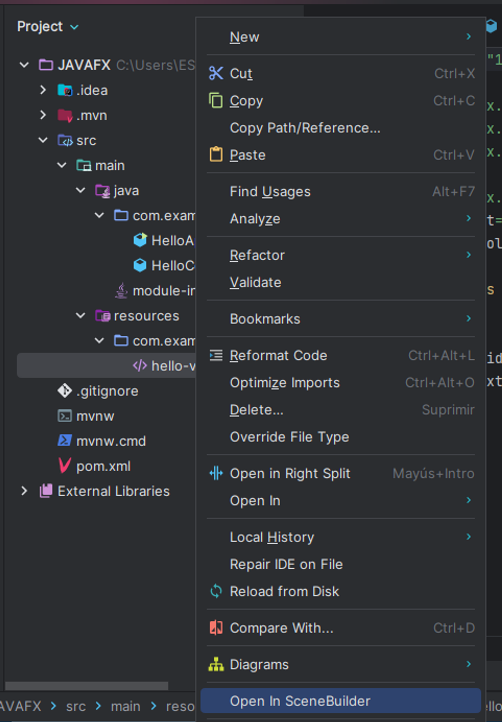 Project
JAVAFX C:\Users\ES
.idea
.mvn
src
main
java
com.exam
HelloA
HelloC
module-in
resources
com.exam
hello-v
.gitignore
mvnw
mvnw.cmd
pom.xml
External Libraries
New
Cut Ctrl+X
Copy Ctrl+C
Copy Path/Reference...
Paste Ctrl+V
Find Usages Alt+F7
Analyze
Refactor
Validate
Bookmarks
Reformat Code Ctrl+Alt+L
Optimize Imports Ctrl+Alt+O
Delete... Suprimir
Override File Type
Open in Right Split Mayús+Intro
Open In
Local History
Repair IDE on File
Reload from Disk
Compare With... Ctrl+D
Diagrams
Open In SceneBuilder
"1
x.
x.
x.
x.
t=
ol
s
id
xt
AVAFX > src > main > reso
ello